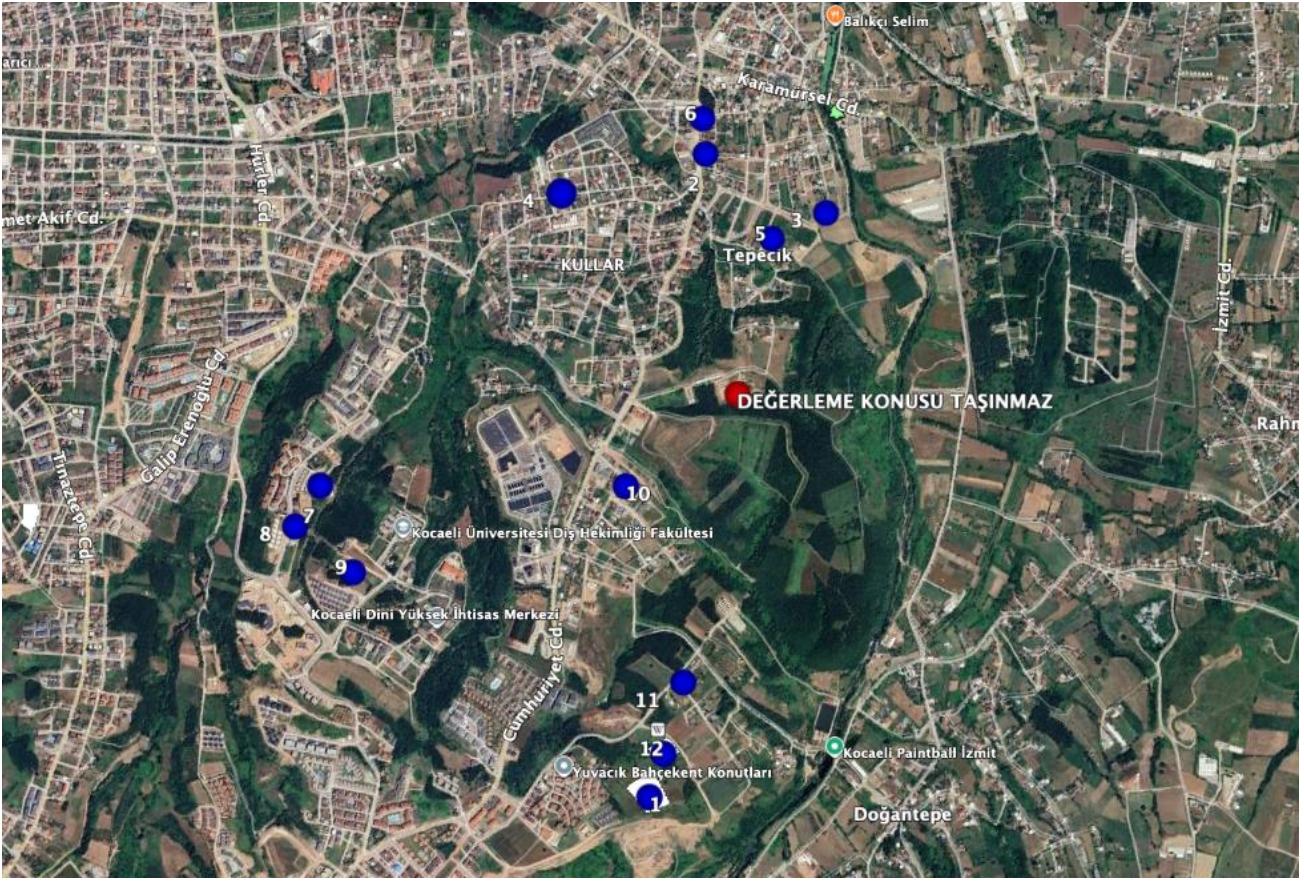 Balıkçı Selim
arıcı
Karamürsel Cd.
6
Hürler Cd.
2
4
met Akif Cd.
3
5
Tepecik
KULLAR
İzmit Cd.
DEĞERLEME KONUSU TAŞINMAZ
Rahm
Galip Erenoğlu Cd.
Tınaztepe Cd.
10
7
8
Kocaeli Üniversitesi Diş Hekimliği Fakültesi
9
Kocaeli Dini Yüksek İhtisas Merkezi
Cumhuriyet Cd.
11
12
Kocaeli Paintball İzmit
Yuvacık Bahçekent Konutları
1
Doğantepe